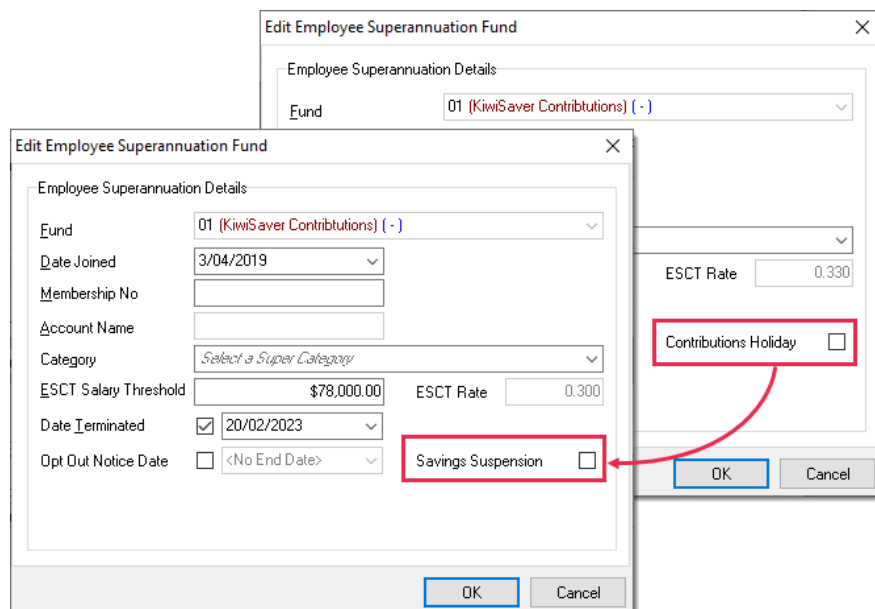 Edit Employee Superannuation Fund
Employee Superannuation Details
Fund 01 (KiwiSaver Contribtutions) ( - )
ESCT Rate 0.330
Contributions Holiday
OK Cancel
Edit Employee Superannuation Fund
Employee Superannuation Details
Fund 01 (KiwiSaver Contribtutions) ( - )
Date Joined 3/04/2019
Membership No
Account Name
Category Select a Super Category
ESCT Salary Threshold $78,000.00 ESCT Rate 0.300
Date Terminated 20/02/2023
Opt Out Notice Date <No End Date> Savings Suspension
OK Cancel